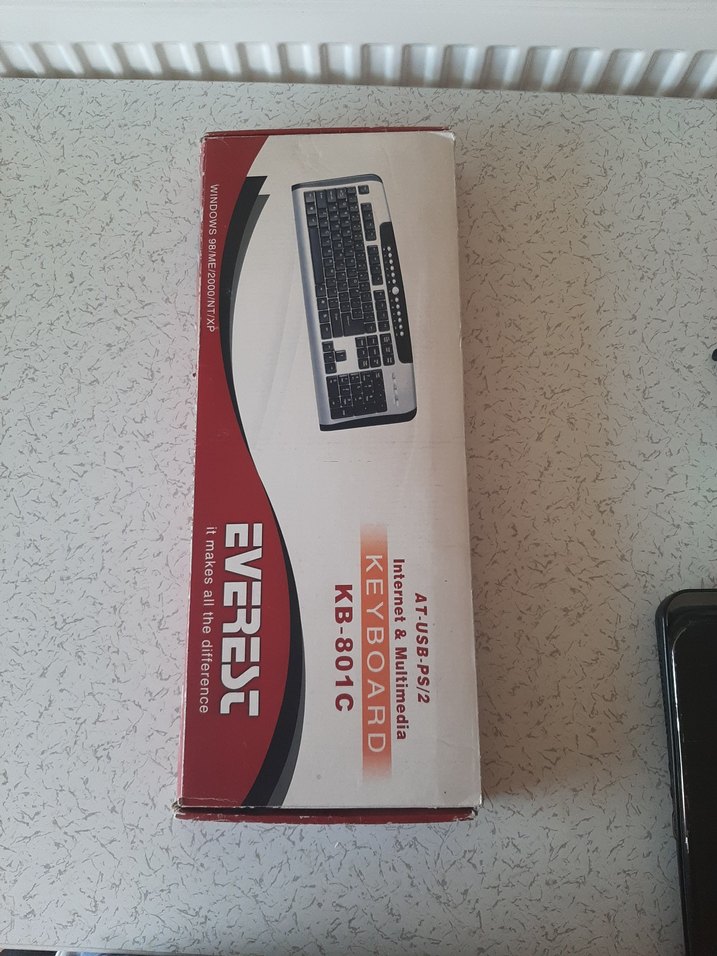 AT-USB-PS/2
Internet & Multimedia
KEYBOARD
KB-801C
EVEREST
it makes all the difference
WINDOWS 98/ME/2000/NT/XP